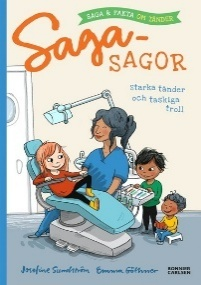 SAGA & FAKTA OM TÄNDER
Saga-
SAGOR
starka tänder
och taskiga
troll
Josefine Sundström Emma Göthner
BONNIER
CARLSEN